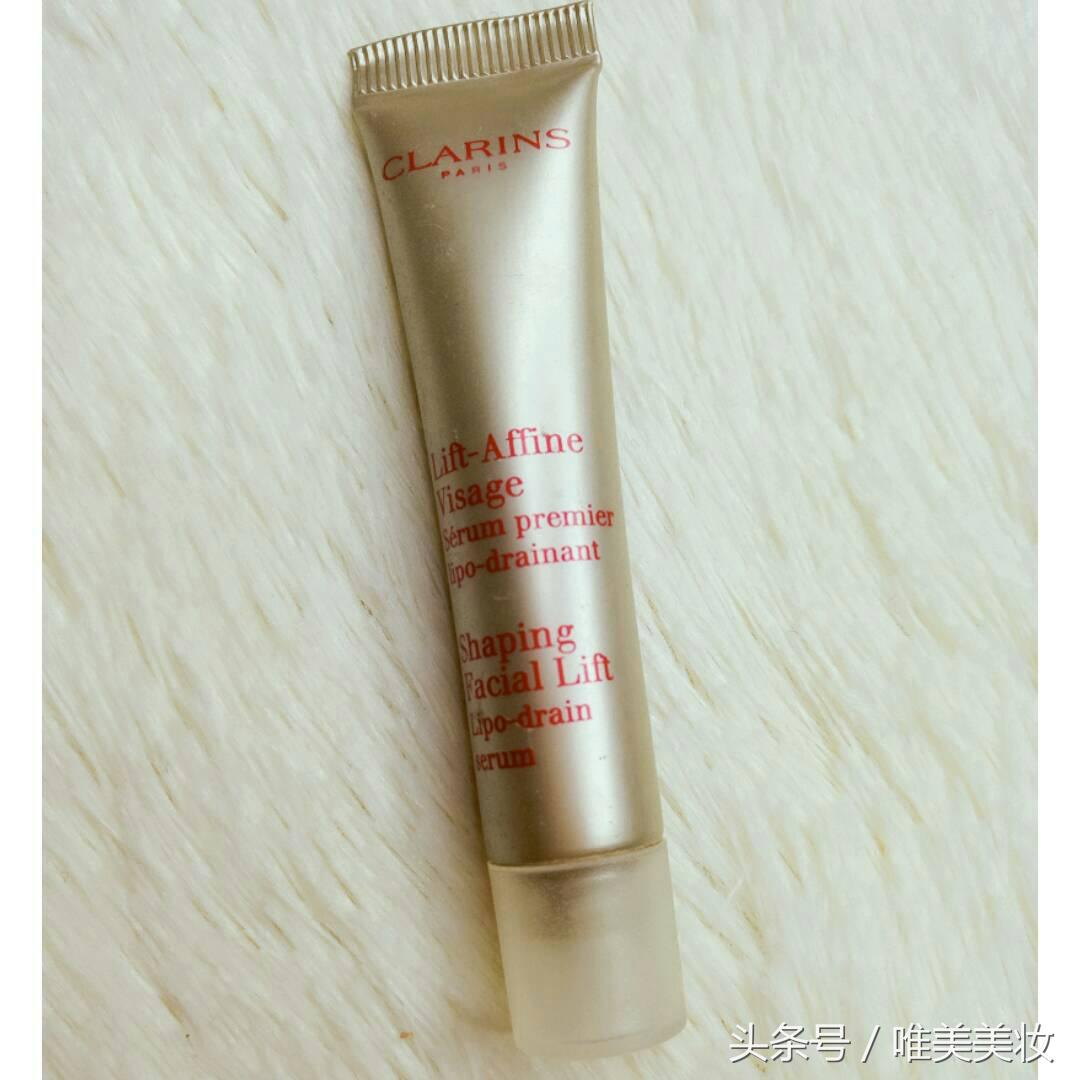 CLARINS
PARIS
Lift-Affine
Visage
Sérum premier
lipo-drainant
Shaping
Facial Lift
Lipo-drain
serum
头条号 / 唯美美妆